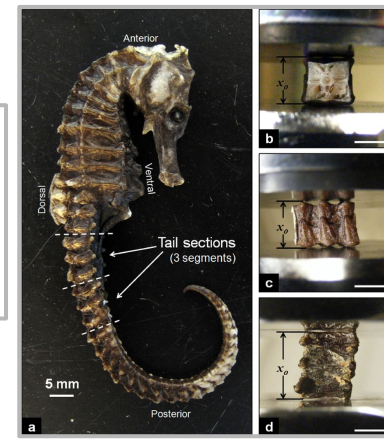 Anterior
Dorsal
Ventral
Tail sections
(3 segments)
5 mm
Posterior
a
x₀
b
x₀
c
x₀
d